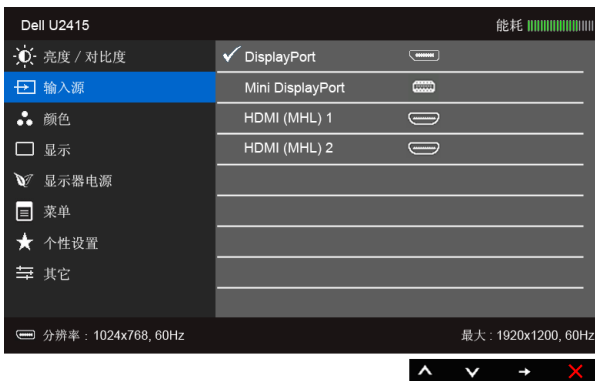 Dell U2415 能耗
亮度 / 对比度
DisplayPort
输入源
Mini DisplayPort
颜色
HDMI (MHL) 1
显示
HDMI (MHL) 2
显示器电源
菜单
个性设置
其它
分辨率 : 1024x768, 60Hz
最大 : 1920x1200, 60Hz